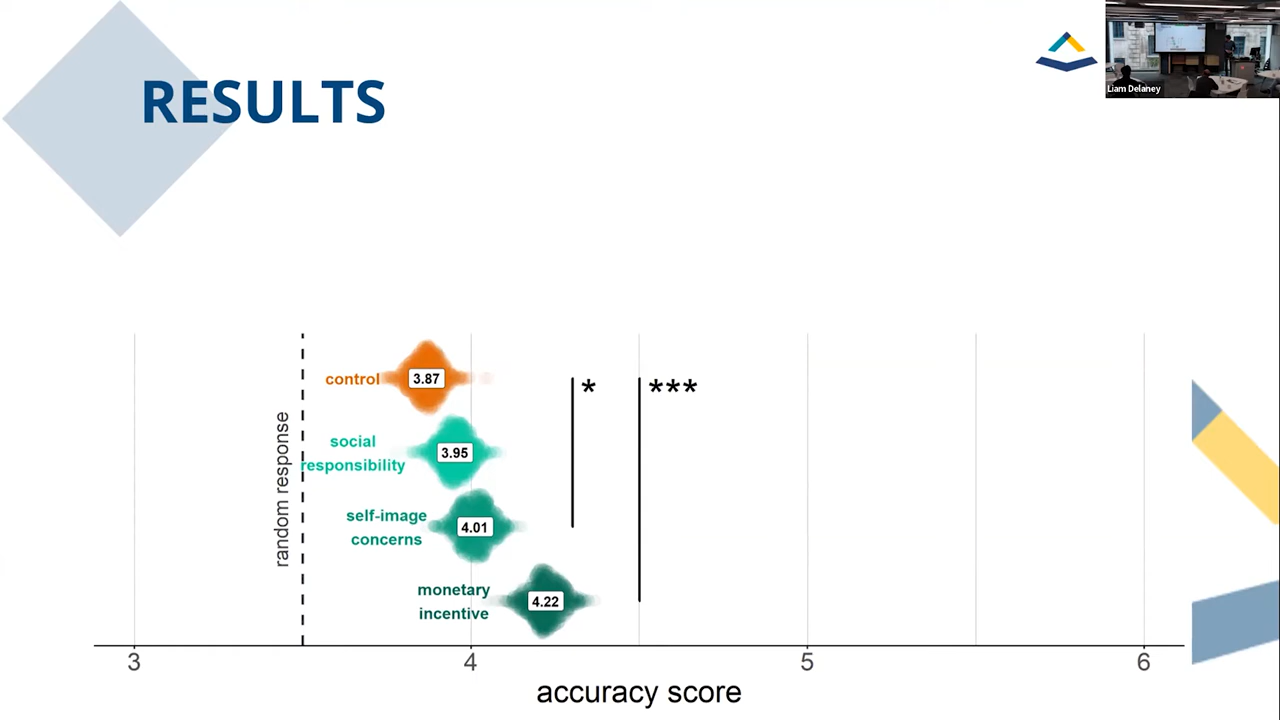 RESULTS
Liam Delaney
control
3.87
*
***
social
responsibility
3.95
random response
self-image
concerns
4.01
monetary
incentive
4.22
3
4
5
6
accuracy score